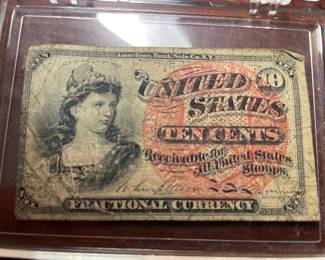 American Bank Note Co. N.Y.
UNITED 10
STATES
TEN CENTS
Receivable for
All United States
Stamps.
FRACTIONAL CURRENCY